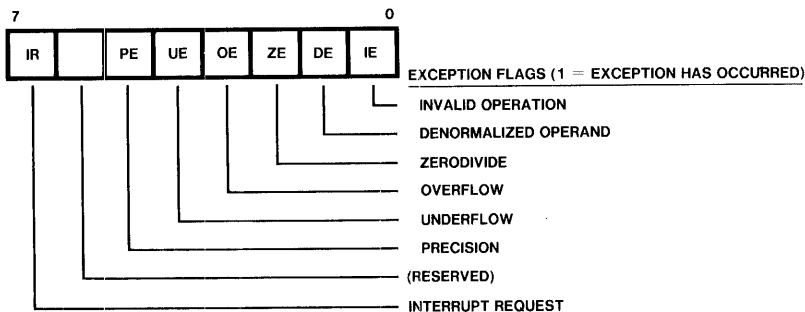 7 0
IR PE UE OE ZE DE IE
EXCEPTION FLAGS (1 = EXCEPTION HAS OCCURRED)
INVALID OPERATION
DENORMALIZED OPERAND
ZERODIVIDE
OVERFLOW
UNDERFLOW
PRECISION
(RESERVED)
INTERRUPT REQUEST